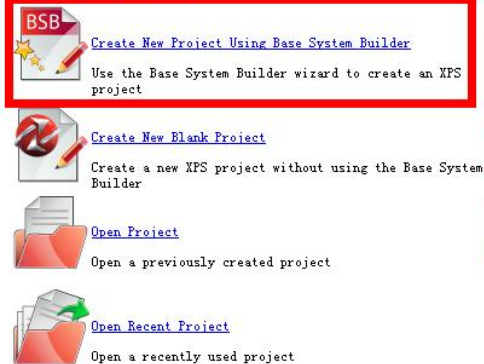 BSB
Create New Project Using Base System Builder
Use the Base System Builder wizard to create an XPS
project
Create New Blank Project
Create a new XPS project without using the Base System
Builder
Open Project
Open a previously created project
Open Recent Project
Open a recently used project